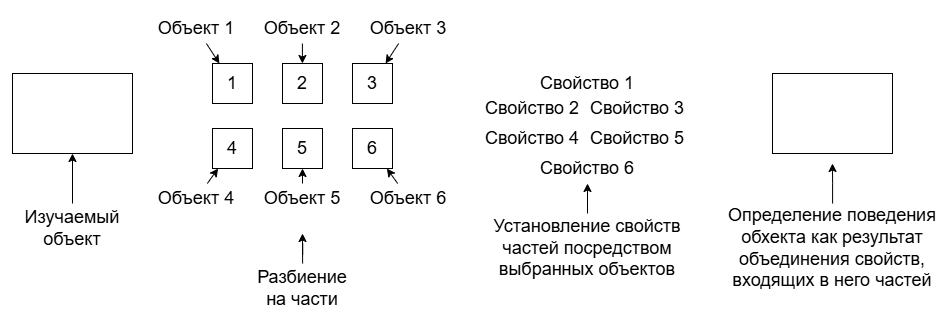 Объект 1
Объект 2
Объект 3
1
2
3
4
5
6
Объект 4
Объект 5
Объект 6
Изучаемый
объект
Разбиение
на части
Свойство 1
Свойство 2 Свойство 3
Свойство 4 Свойство 5
Свойство 6
Установление свойств
частей посредством
выбранных объектов
Определение поведения
обхекта как результат
объединения свойств,
входящих в него частей